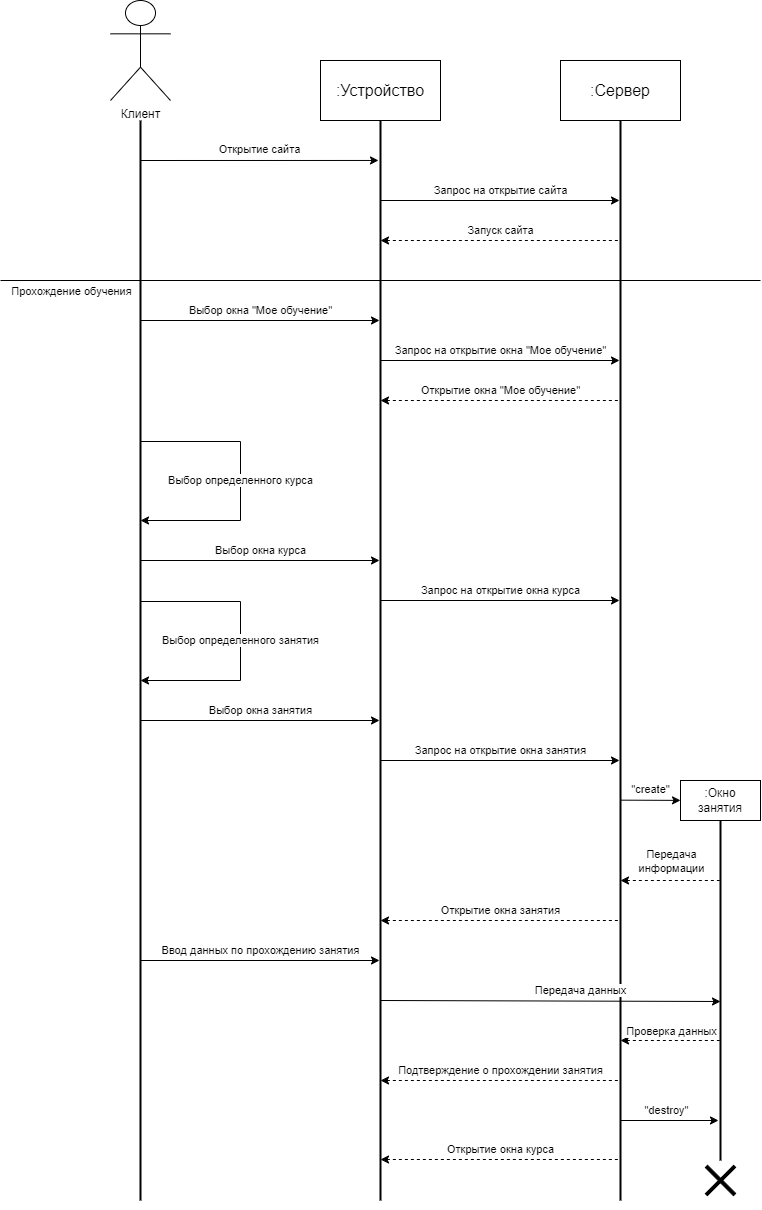 Клиент
:Устройство
:Сервер
Открытие сайта
Запрос на открытие сайта
Запуск сайта
Прохождение обучения
Выбор окна "Мое обучение"
Запрос на открытие окна "Мое обучение"
Открытие окна "Мое обучение"
Выбор определенного курса
Выбор окна курса
Запрос на открытие окна курса
Выбор определенного занятия
Выбор окна занятия
Запрос на открытие окна занятия
"create"
:Окно
занятия
Передача
информации
Открытие окна занятия
Ввод данных по прохождению занятия
Передача данных
Проверка данных
Подтверждение о прохождении занятия
"destroy"
Открытие окна курса